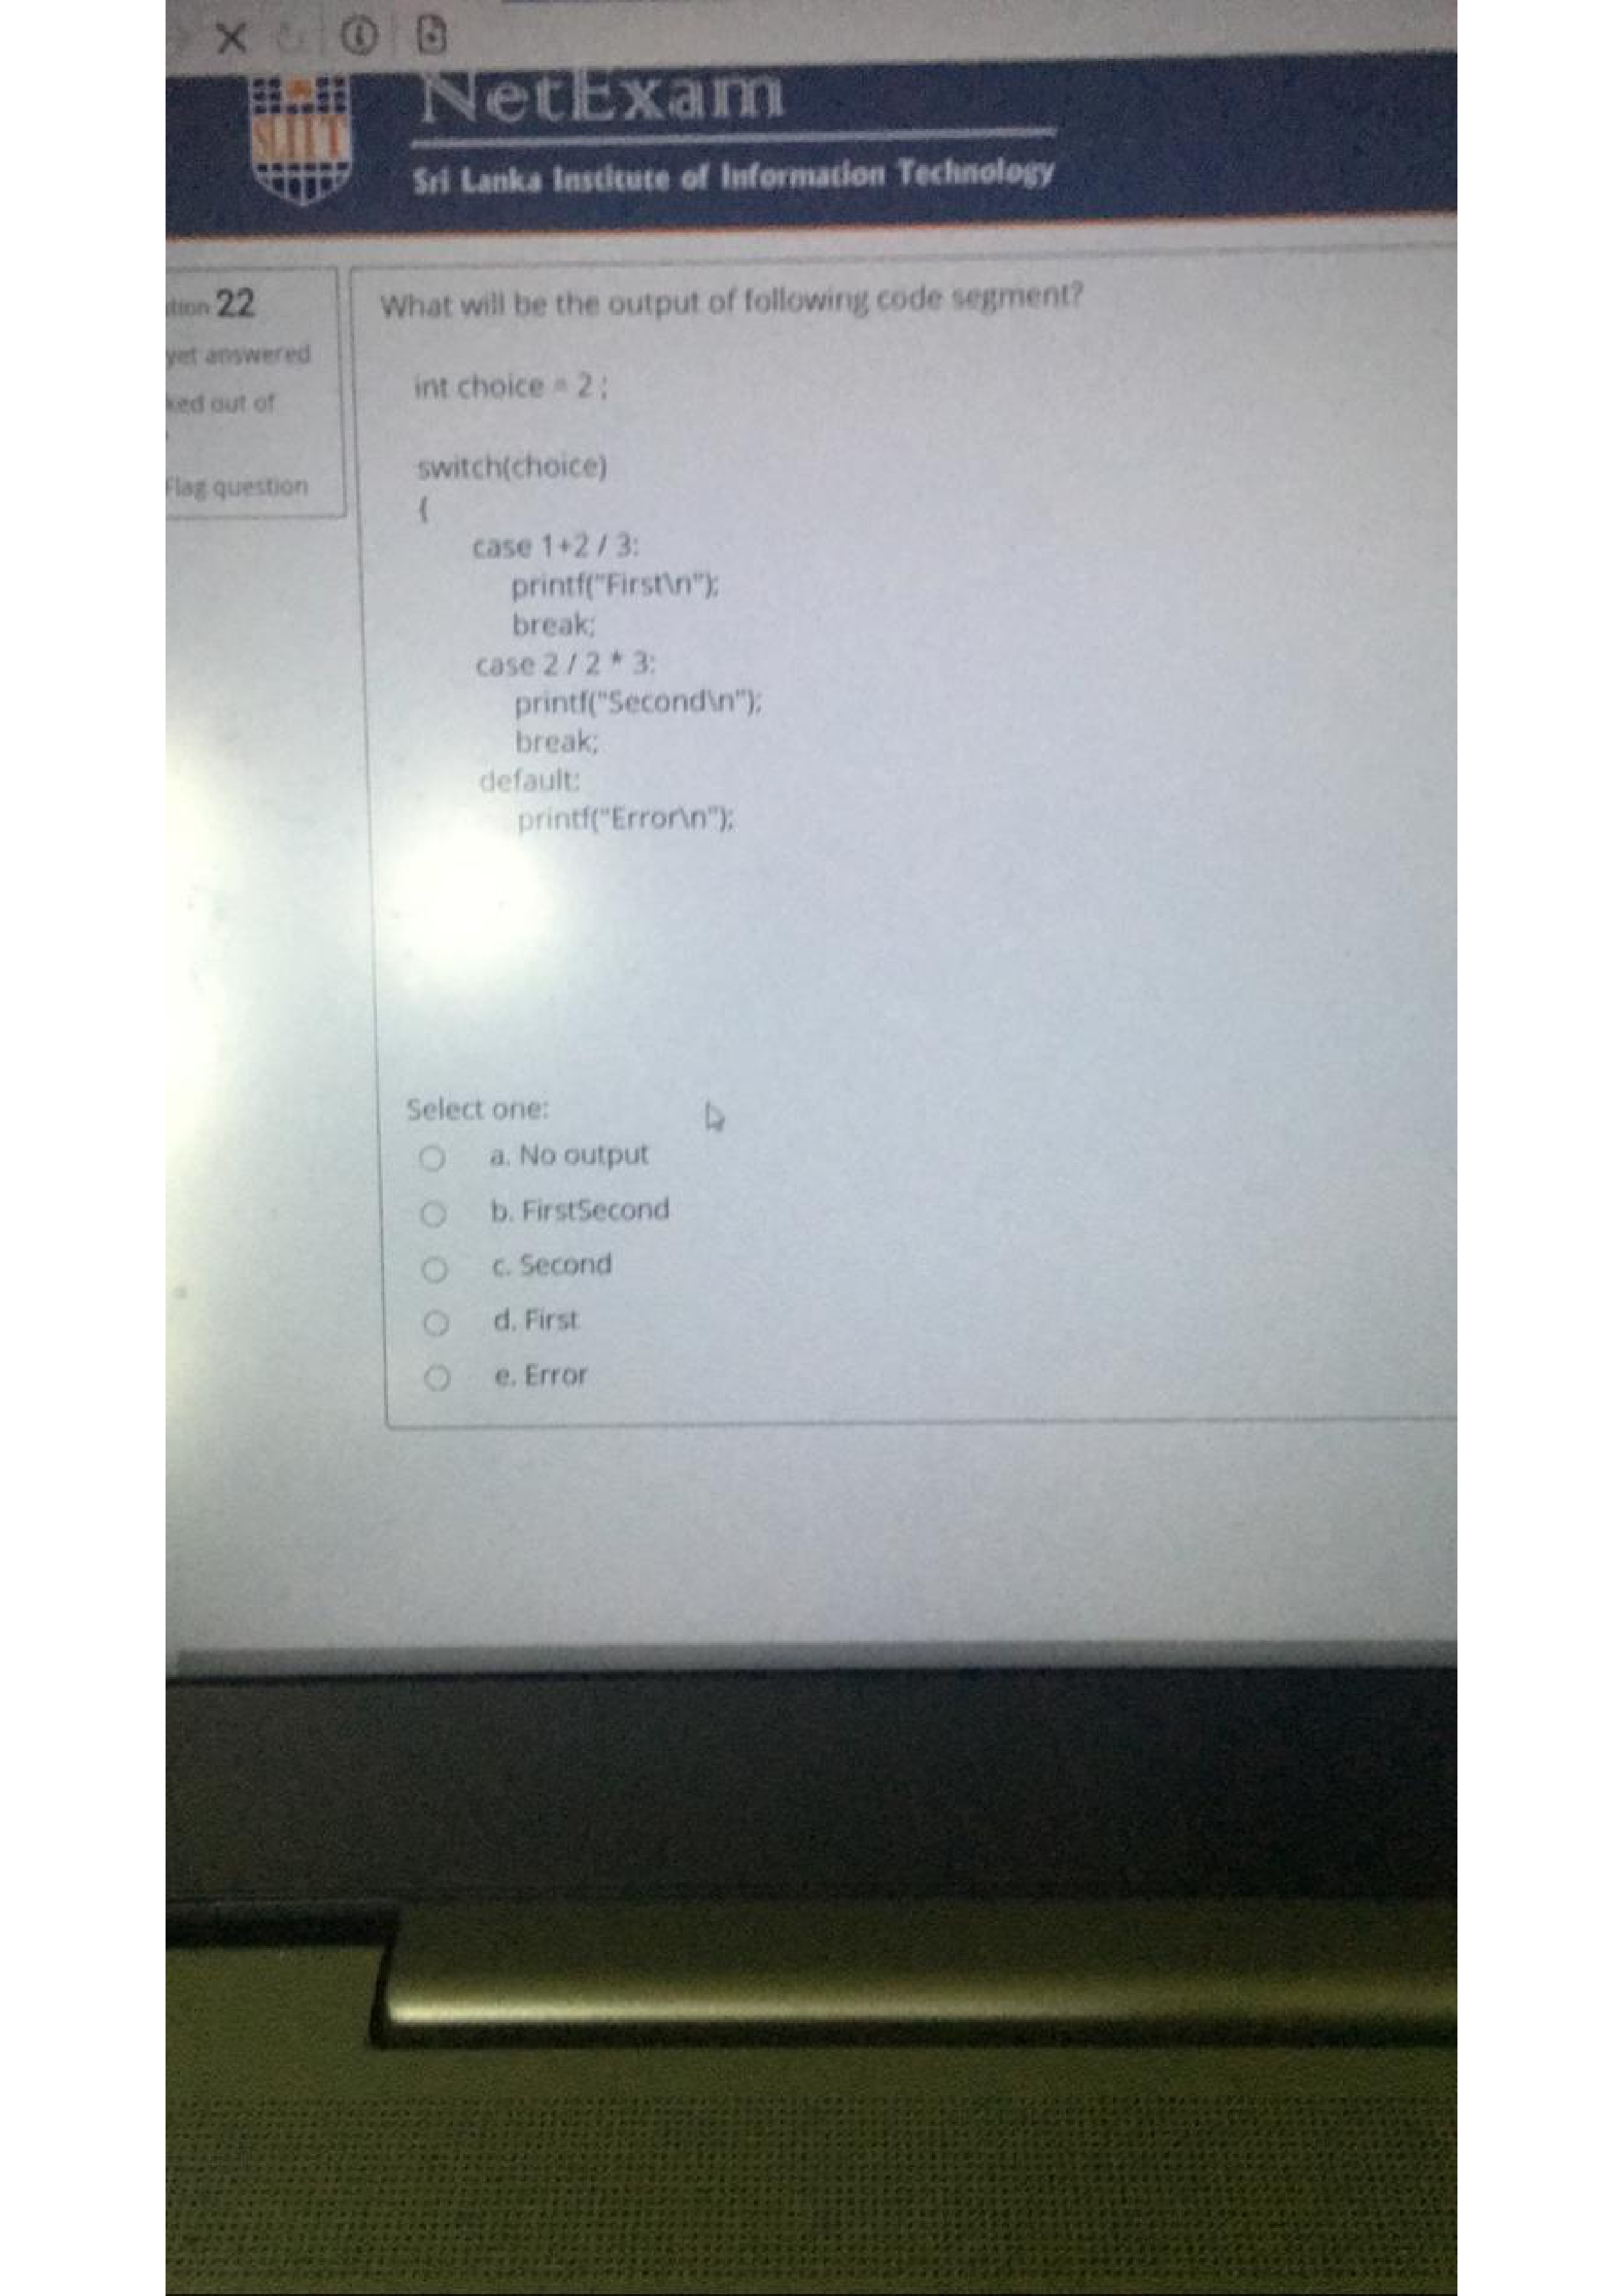 NetExam
SLIIT
Sri Lanka Institute of Information Technology
22
yet answered
out of
Flag question
What will be the output of following code segment?
int choice = 2 ;
switch(choice)
{
case 1+2 / 3:
printf("First\n");
break;
case 2 / 2 * 3:
printf("Second\n");
break;
default:
printf("Error\n");
Select one:
a. No output
b. FirstSecond
c. Second
d. First
e. Error